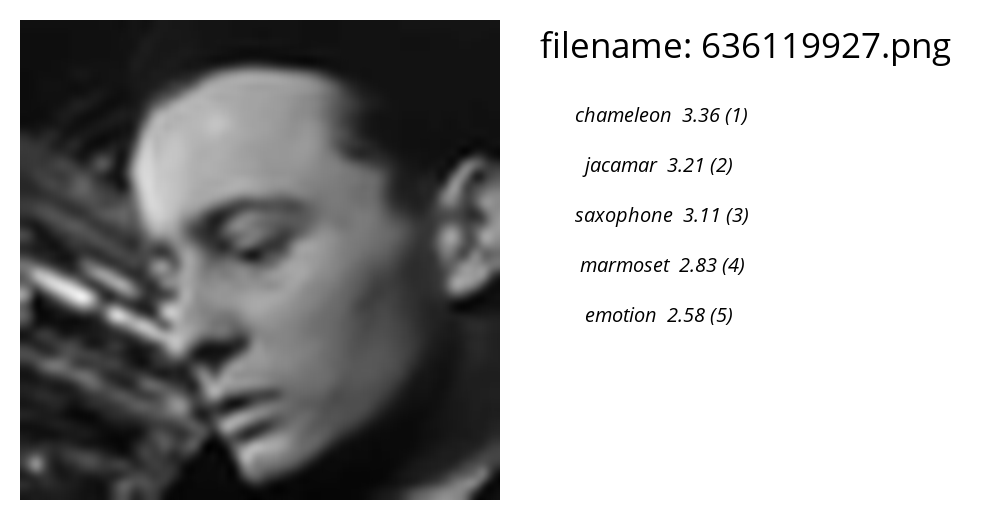 filename: 636119927.png
chameleon 3.36 (1)
jacamar 3.21 (2)
saxophone 3.11 (3)
marmoset 2.83 (4)
emotion 2.58 (5)